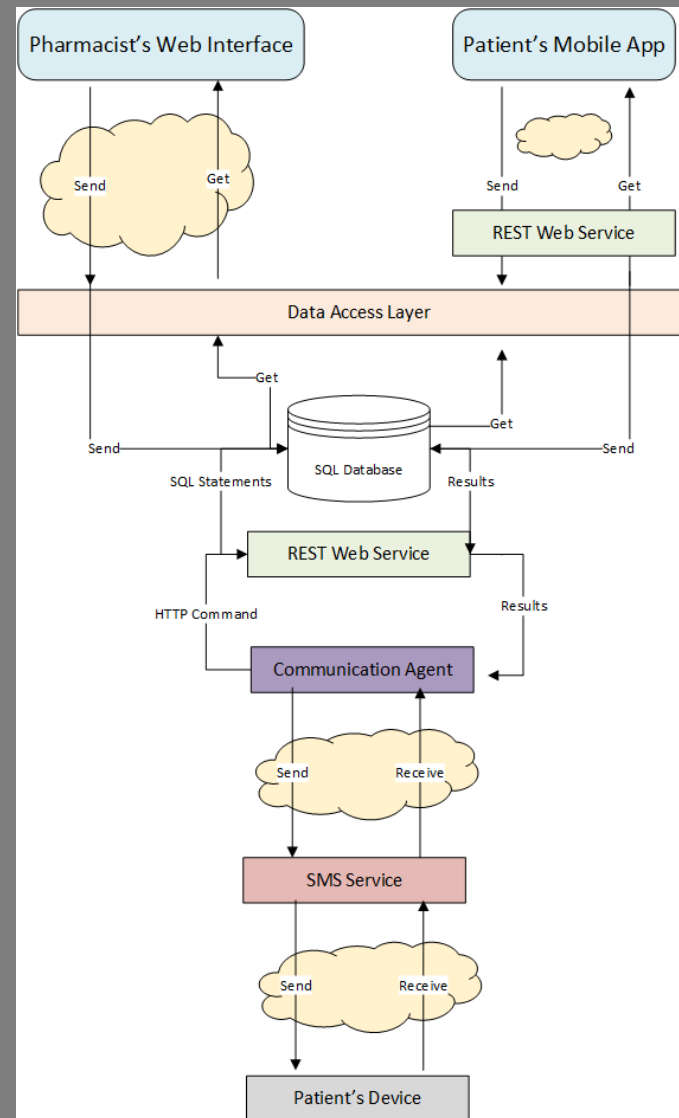 Pharmacist's Web Interface
Patient's Mobile App
Send
Get
Send
Get
REST Web Service
Data Access Layer
Get
Get
Send
Send
SQL Database
SQL Statements
Results
REST Web Service
HTTP Command
Results
Communication Agent
Send
Receive
SMS Service
Send
Receive
Patient's Device